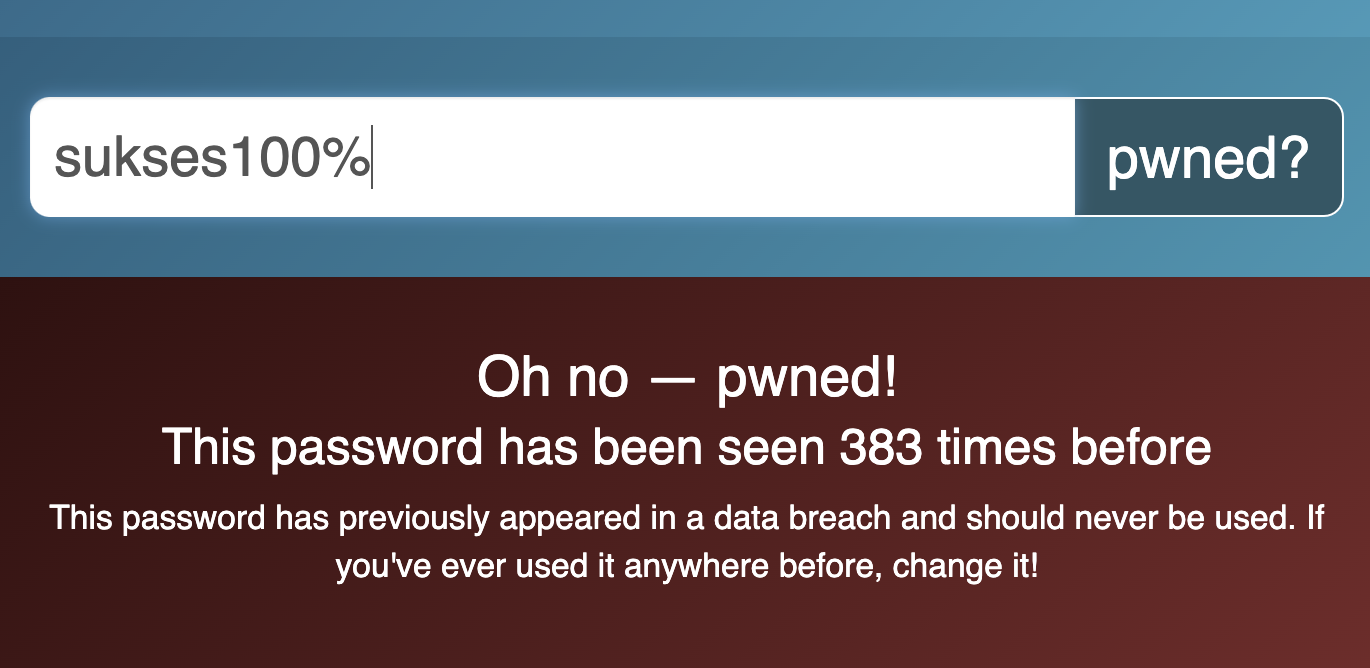 sukses100%
pwned?
Oh no — pwned!
This password has been seen 383 times before
This password has previously appeared in a data breach and should never be used. If
you've ever used it anywhere before, change it!